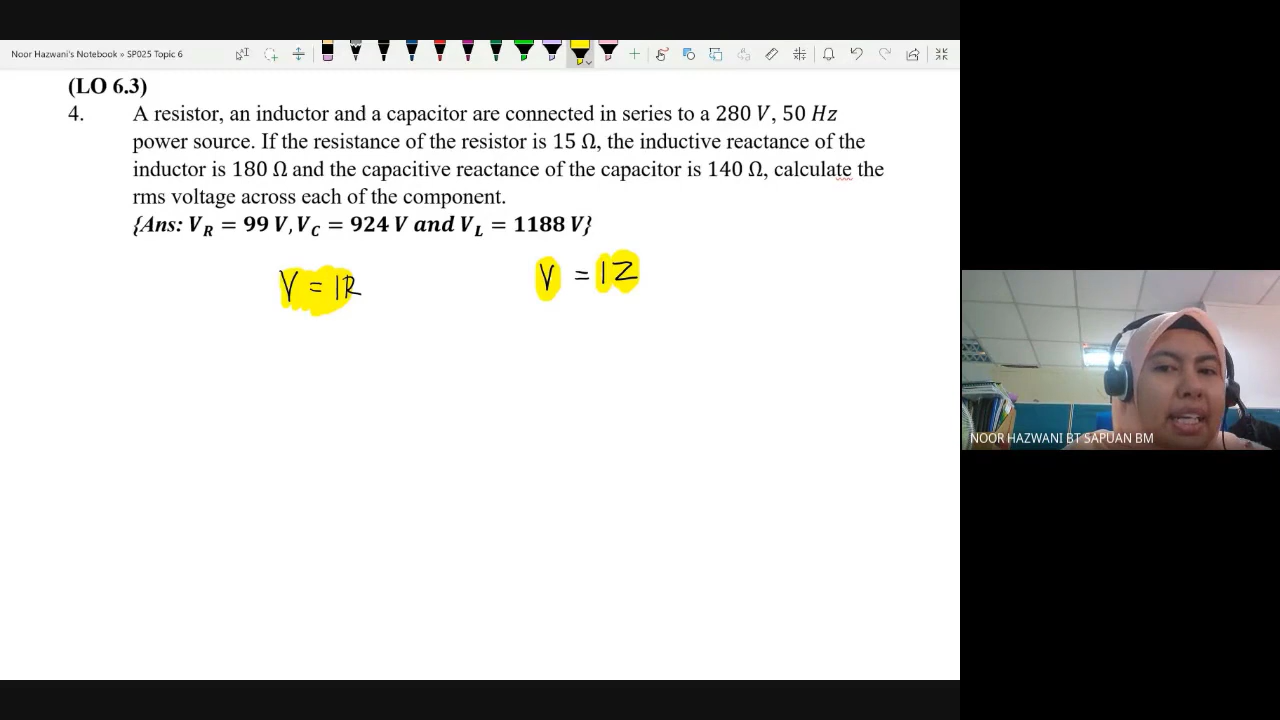 Noor Hazwani's Notebook » SP025 Topic 6
(LO 6.3)
4. A resistor, an inductor and a capacitor are connected in series to a 280 V, 50 Hz
power source. If the resistance of the resistor is 15 Ω, the inductive reactance of the
inductor is 180 Ω and the capacitive reactance of the capacitor is 140 Ω, calculate the
rms voltage across each of the component.
{Ans: V_R = 99 V, V_C = 924 V and V_L = 1188 V}
V = IR
V = IZ
NOOR HAZWANI BT SAPUAN BM